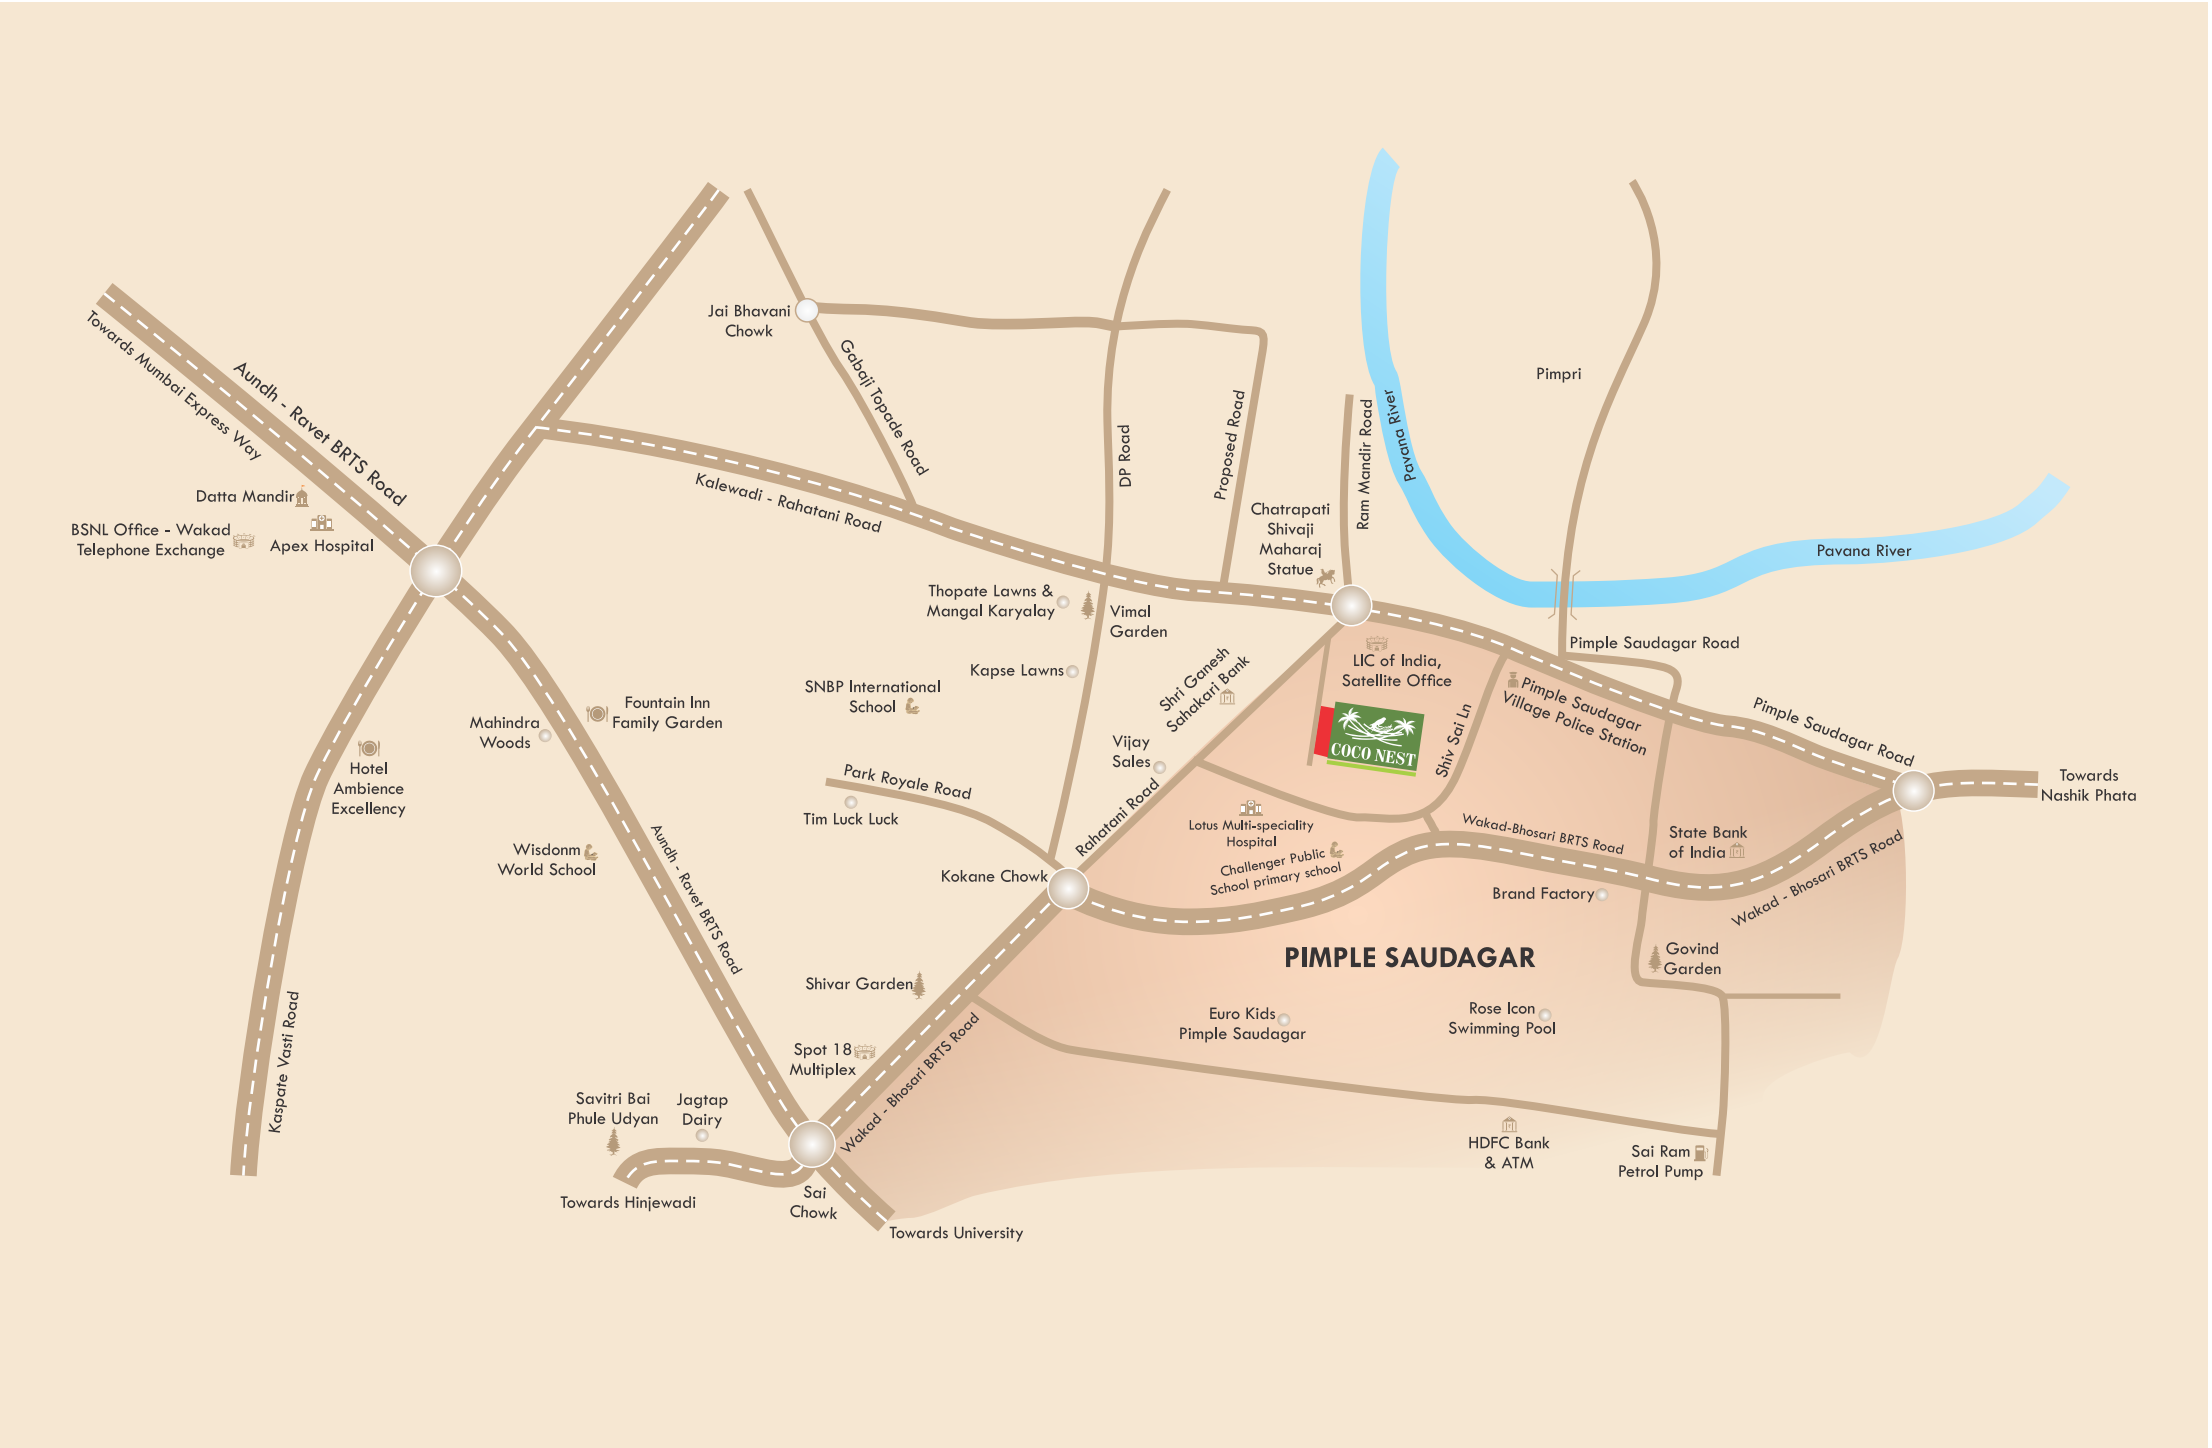 Jai Bhavani
Chowk
Gabaji Topade Road
Towards Mumbai Express Way
Aundh - Ravet BRTS Road
Datta Mandir
BSNL Office - Wakad
Telephone Exchange
Apex Hospital
Kalewadi - Rahatani Road
DP Road
Proposed Road
Chatrapati
Shivaji
Maharaj
Statue
Ram Mandir Road
Pavana River
Pimpri
Pavana River
Thopate Lawns &
Mangal Karyalay
Vimal
Garden
Kapse Lawns
SNBP International
School
Shri Ganesh
Sahakari Bank
LIC of India,
Satellite Office
Pimple Saudagar Road
Pimple Saudagar
Village Police Station
Pimple Saudagar Road
Fountain Inn
Family Garden
Mahindra
Woods
Hotel
Ambience
Excellency
Vijay
Sales
COCO NEST
Shiv Sai Ln
Towards
Nashik Phata
Park Royale Road
Tim Luck Luck
Rahatani Road
Lotus Multi-speciality
Hospital
Challenger Public
School primary school
Wakad-Bhosari BRTS Road
State Bank
of India
Wakad - Bhosari BRTS Road
Wisdonm
World School
Aundh - Ravet BRTS Road
Kokane Chowk
Brand Factory
PIMPLE SAUDAGAR
Govind
Garden
Shivar Garden
Euro Kids
Pimple Saudagar
Rose Icon
Swimming Pool
Kaspate Vasti Road
Spot 18
Multiplex
Wakad - Bhosari BRTS Road
Savitri Bai
Phule Udyan
Jagtap
Dairy
HDFC Bank
& ATM
Sai Ram
Petrol Pump
Towards Hinjewadi
Sai
Chowk
Towards University